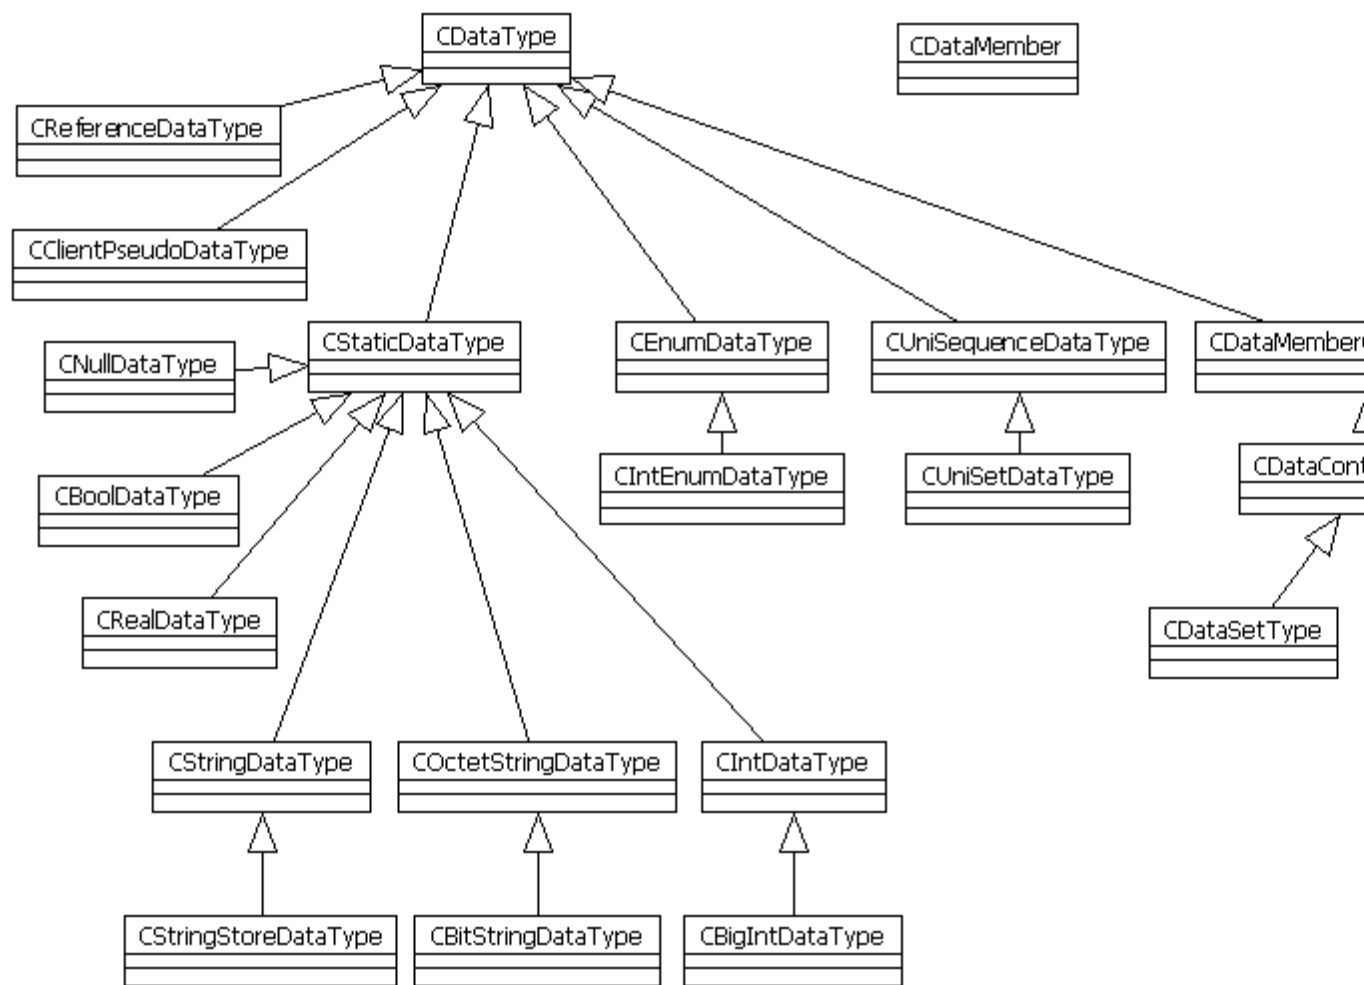 CDataType
CDataMember
CReferenceDataType
CClientPseudoDataType
CStaticDataType
CEnumDataType
CUniSequenceDataType
CNullDataType
CIntEnumDataType
CUniSetDataType
CBoolDataType
CRealDataType
CDataSetType
CStringDataType
COctetStringDataType
CIntDataType
CStringStoreDataType
CBitStringDataType
CBigIntDataType